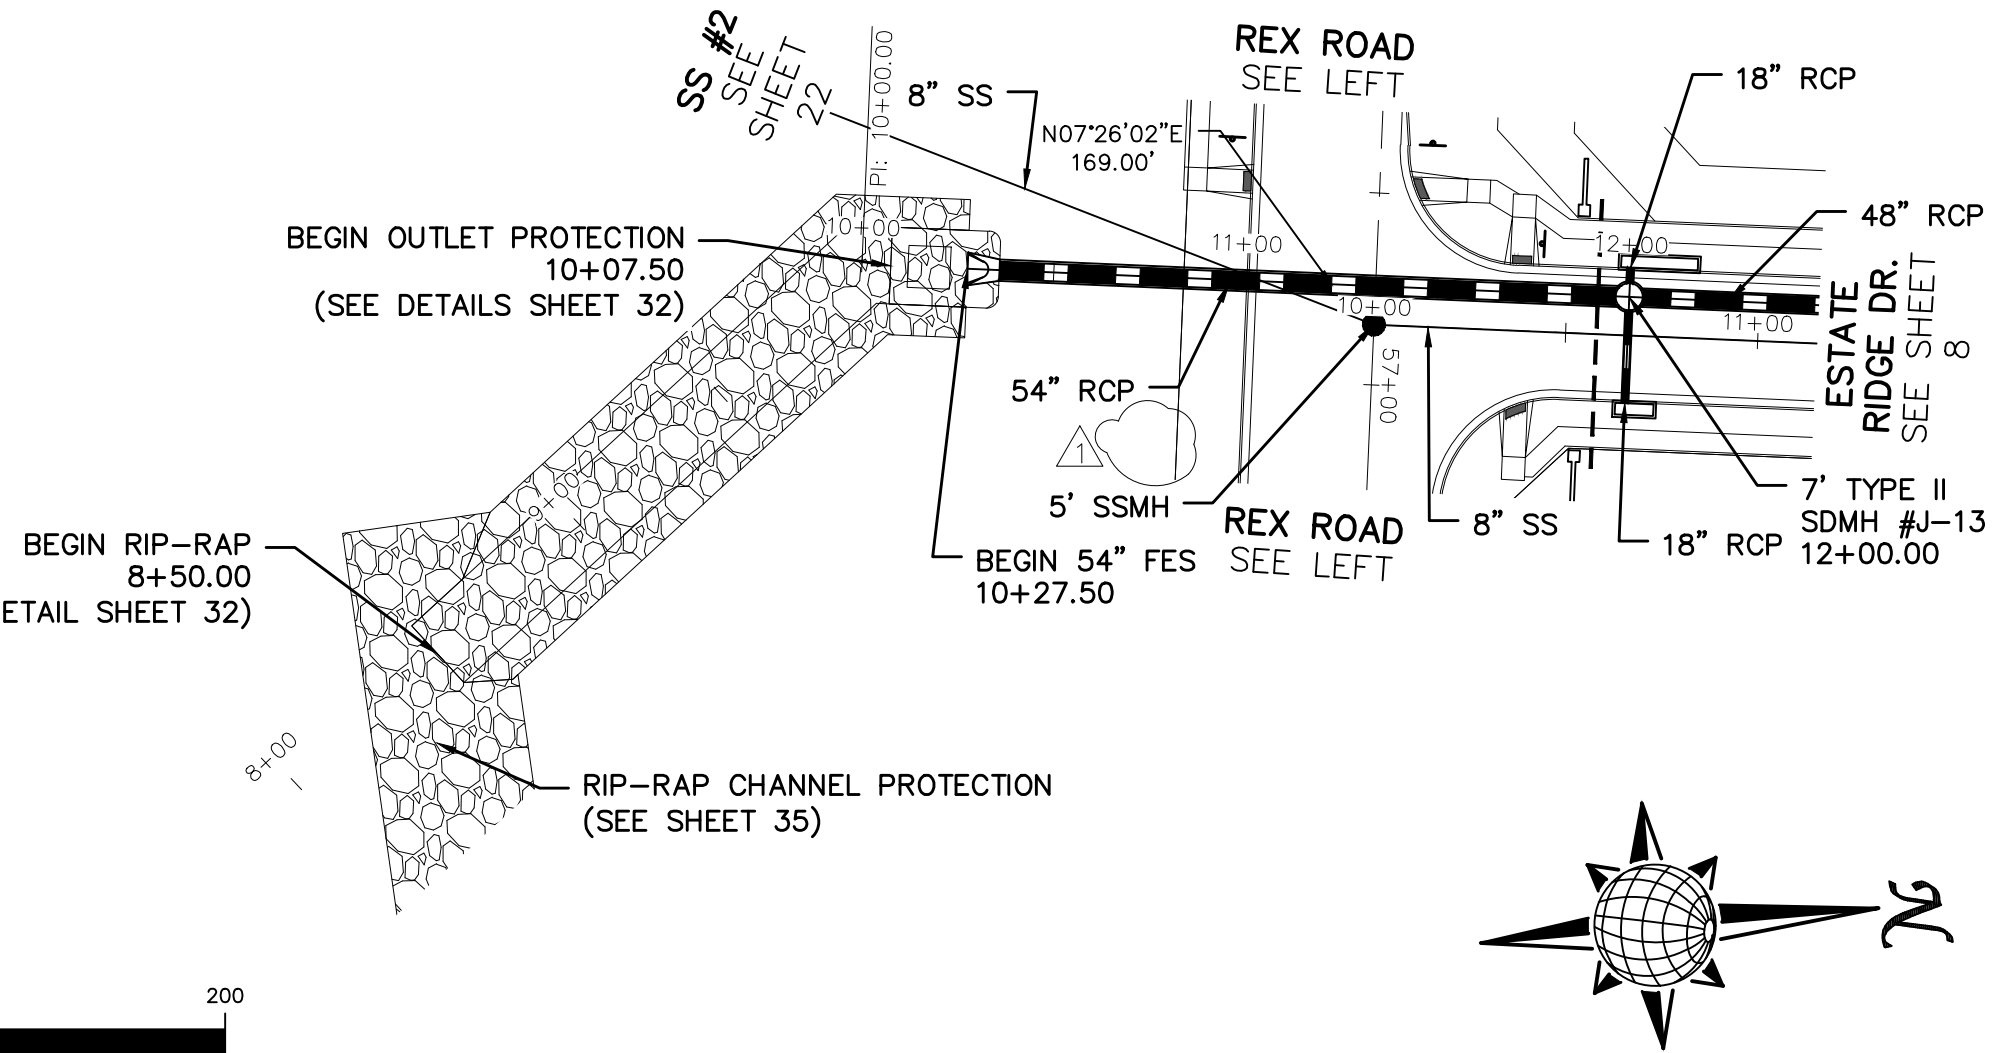 SS #2
SEE
SHEET
22
PI: 10+00.00
8” SS
REX ROAD
SEE LEFT
N07°26’02”E
169.00’
18” RCP
48” RCP
BEGIN OUTLET PROTECTION
10+07.50
(SEE DETAILS SHEET 32)
10+00
11+00
12+00
10+00
11+00
ESTATE
RIDGE DR.
SEE SHEET
8
54” RCP
1
57+00
5’ SSMH
REX ROAD
SEE LEFT
8” SS
18” RCP
7’ TYPE II
SDMH #J-13
12+00.00
BEGIN 54” FES
10+27.50
9+00
BEGIN RIP-RAP
8+50.00
ETAIL SHEET 32)
8+00
RIP-RAP CHANNEL PROTECTION
(SEE SHEET 35)
N
200